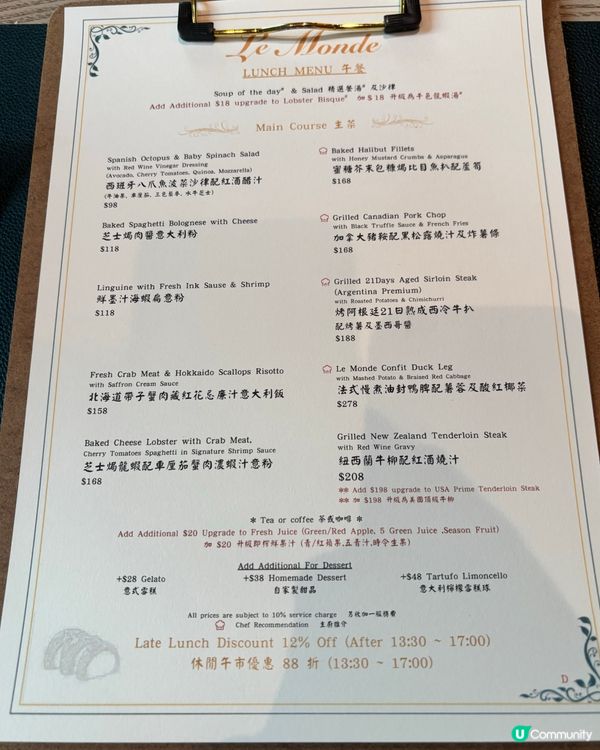 Le Monde
LUNCH MENU 午餐
Soup of the day# & Salad 精選餐湯# 及沙律
Add Additional $18 upgrade to Lobster Bisque# 加$18 升級為平邑龍蝦湯#
Main Course 主菜
Spanish Octopus & Baby Spinach Salad
with Red Wine Vinegar Dressing
(Avocado, Cherry Tomatoes, Quinoa, Mozzarella)
西班牙八爪魚波菜沙律配紅酒醋汁
(牛油果, 車厘茄, 三色藜麥, 水牛芝士)
$98
Baked Spaghetti Bolognese with Cheese
芝士焗肉醬意大利粉
$118
Linguine with Fresh Ink Sause & Shrimp
鮮墨汁海蝦扁意粉
$118
Fresh Crab Meat & Hokkaido Scallops Risotto
with Saffron Cream Sauce
北海道帶子蟹肉藏紅花忌廉汁意大利飯
$158
Baked Cheese Lobster with Crab Meat,
Cherry Tomatoes Spaghetti in Signature Shrimp Sauce
芝士焗龍蝦配車厘茄蟹肉濃蝦汁意粉
$168
Baked Halibut Fillets
with Honey Mustard Crumbs & Asparagus
蜜糖芥末包糠焗比目魚扒配蘆筍
$168
Grilled Canadian Pork Chop
with Black Truffle Sauce & French Fries
加拿大豬鞍配黑松露燒汁及炸薯條
$168
Grilled 21Days Aged Sirloin Steak
(Argentina Premium)
with Roasted Potatoes & Chimichurri
烤阿根廷21日熟成西冷牛扒
配烤薯及墨西哥醬
$188
Le Monde Confit Duck Leg
with Mashed Potato & Braised Red Cabbage
法式慢煮油封鴨脾配薯蓉及酸紅椰菜
$278
Grilled New Zealand Tenderloin Steak
with Red Wine Gravy
紐西蘭牛柳配紅酒燒汁
$208
** Add $198 upgrade to USA Prime Tenderloin Steak
** 加 $198 升級為美國頂級牛柳
* Tea or coffee 茶或咖啡 *
Add Additional $20 Upgrade to Fresh Juice (Green/Red Apple, 5 Green Juice ,Season Fruit)
加 $20 升級即榨鮮果汁 (青/紅蘋果,五青汁,時令生果)
Add Additional For Dessert
+$28 Gelato
意式雪糕
+$38 Homemade Dessert
自家製甜品
+$48 Tartufo Limoncello
意大利檸檬雪糕球
All prices are subject to 10% service charge 另收加一服務費
Chef Recommendation 主廚推介
Late Lunch Discount 12% Off (After 13:30 ~ 17:00)
休閒午市優惠 88 折 (13:30 ~ 17:00)
D
U Community